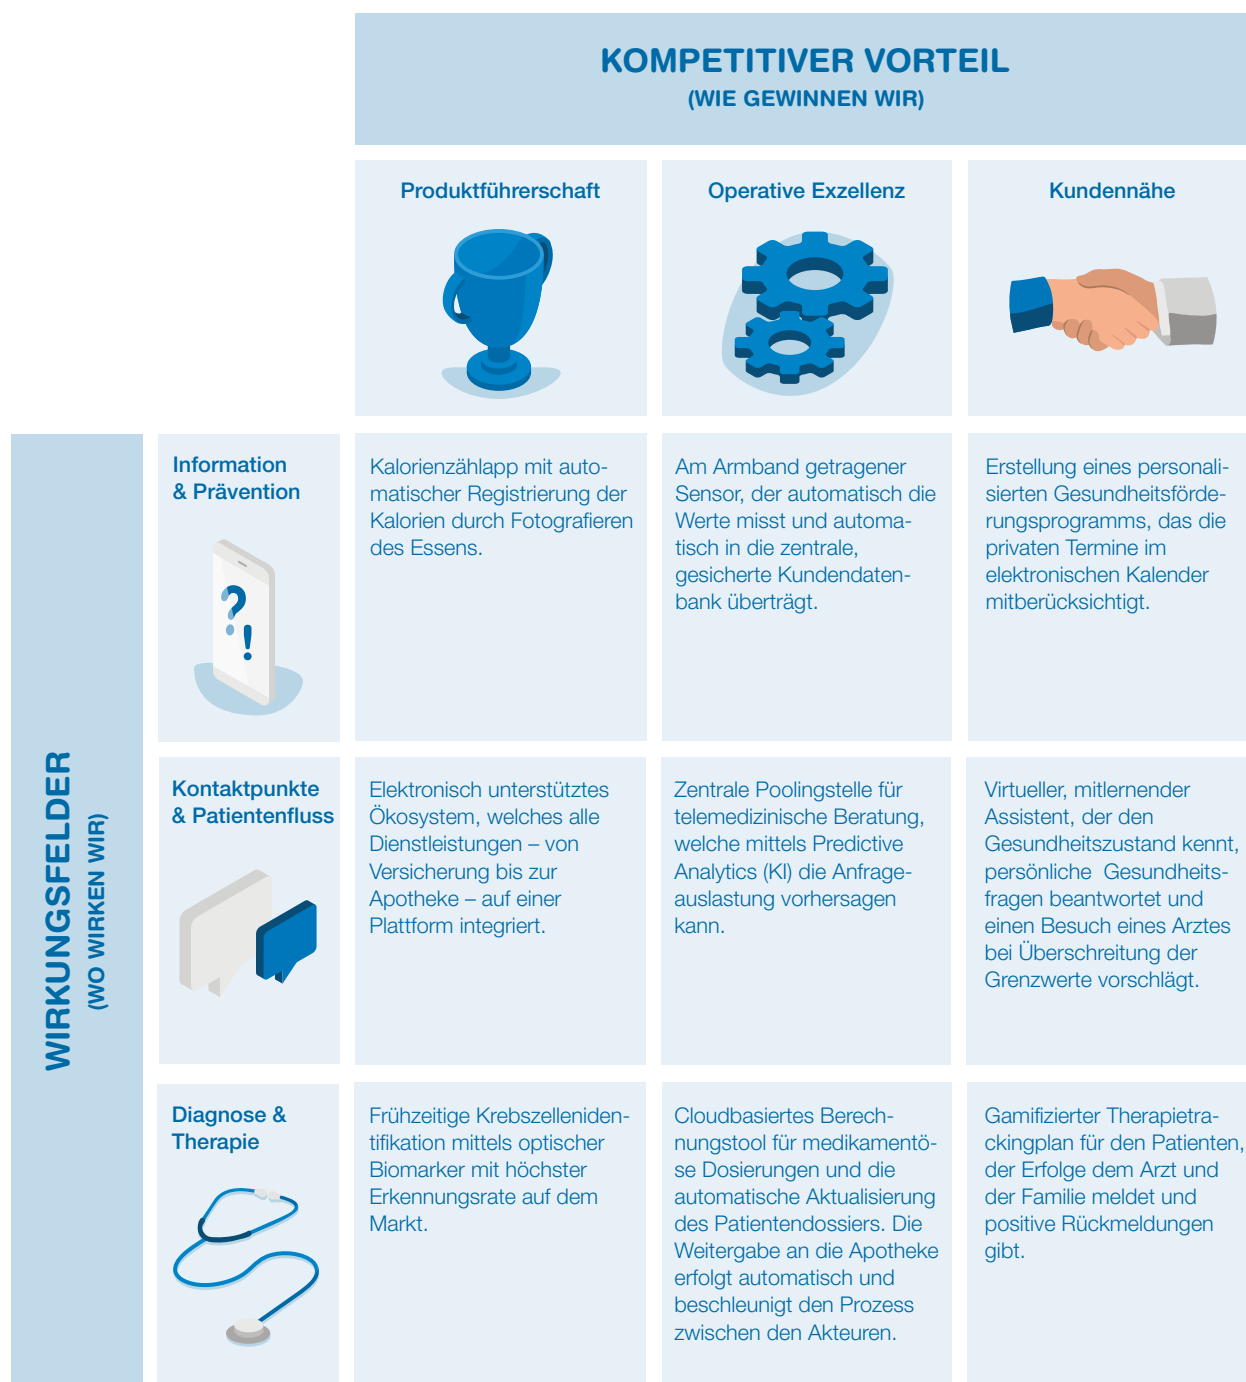 KOMPETITIVER VORTEIL
(WIE GEWINNEN WIR)
Produktführerschaft
Operative Exzellenz
Kundennähe
WIRKUNGSFELDER
(WO WIRKEN WIR)
Information
& Prävention
?
!
Kalorienzählapp mit auto-
matischer Registrierung der
Kalorien durch Fotografieren
des Essens.
Am Armband getragener
Sensor, der automatisch die
Werte misst und automa-
tisch in die zentrale,
gesicherte Kundendaten-
bank überträgt.
Erstellung eines personali-
sierten Gesundheitsförde-
rungsprogramms, das die
privaten Termine im
elektronischen Kalender
mitberücksichtigt.
Kontaktpunkte
& Patientenfluss
Elektronisch unterstütztes
Ökosystem, welches alle
Dienstleistungen – von
Versicherung bis zur
Apotheke – auf einer
Plattform integriert.
Zentrale Poolingstelle für
telemedizinische Beratung,
welche mittels Predictive
Analytics (KI) die Anfrage-
auslastung vorhersagen
kann.
Virtueller, mitlernender
Assistent, der den
Gesundheitszustand kennt,
persönliche  Gesundheits-
fragen beantwortet und
einen Besuch eines Arztes
bei Überschreitung der
Grenzwerte vorschlägt.
Diagnose &
Therapie
Frühzeitige Krebszelleniden-
tifikation mittels optischer
Biomarker mit höchster
Erkennungsrate auf dem
Markt.
Cloudbasiertes Berech-
nungstool für medikamentö-
se Dosierungen und die
automatische Aktualisierung
des Patientendossiers. Die
Weitergabe an die Apotheke
erfolgt automatisch und
beschleunigt den Prozess
zwischen den Akteuren.
Gamifizierter Therapietra-
ckingplan für den Patienten,
der Erfolge dem Arzt und
der Familie meldet und
positive Rückmeldungen
gibt.